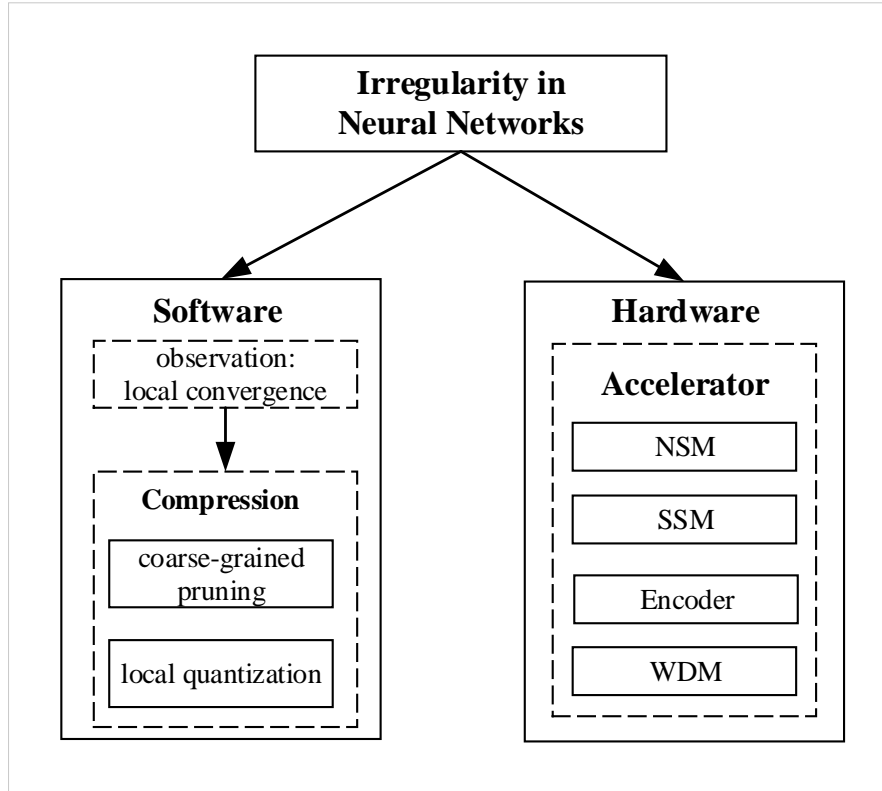 Irregularity in
Neural Networks
Software
observation:
local convergence
Compression
coarse-grained
pruning
local quantization
Hardware
Accelerator
NSM
SSM
Encoder
WDM